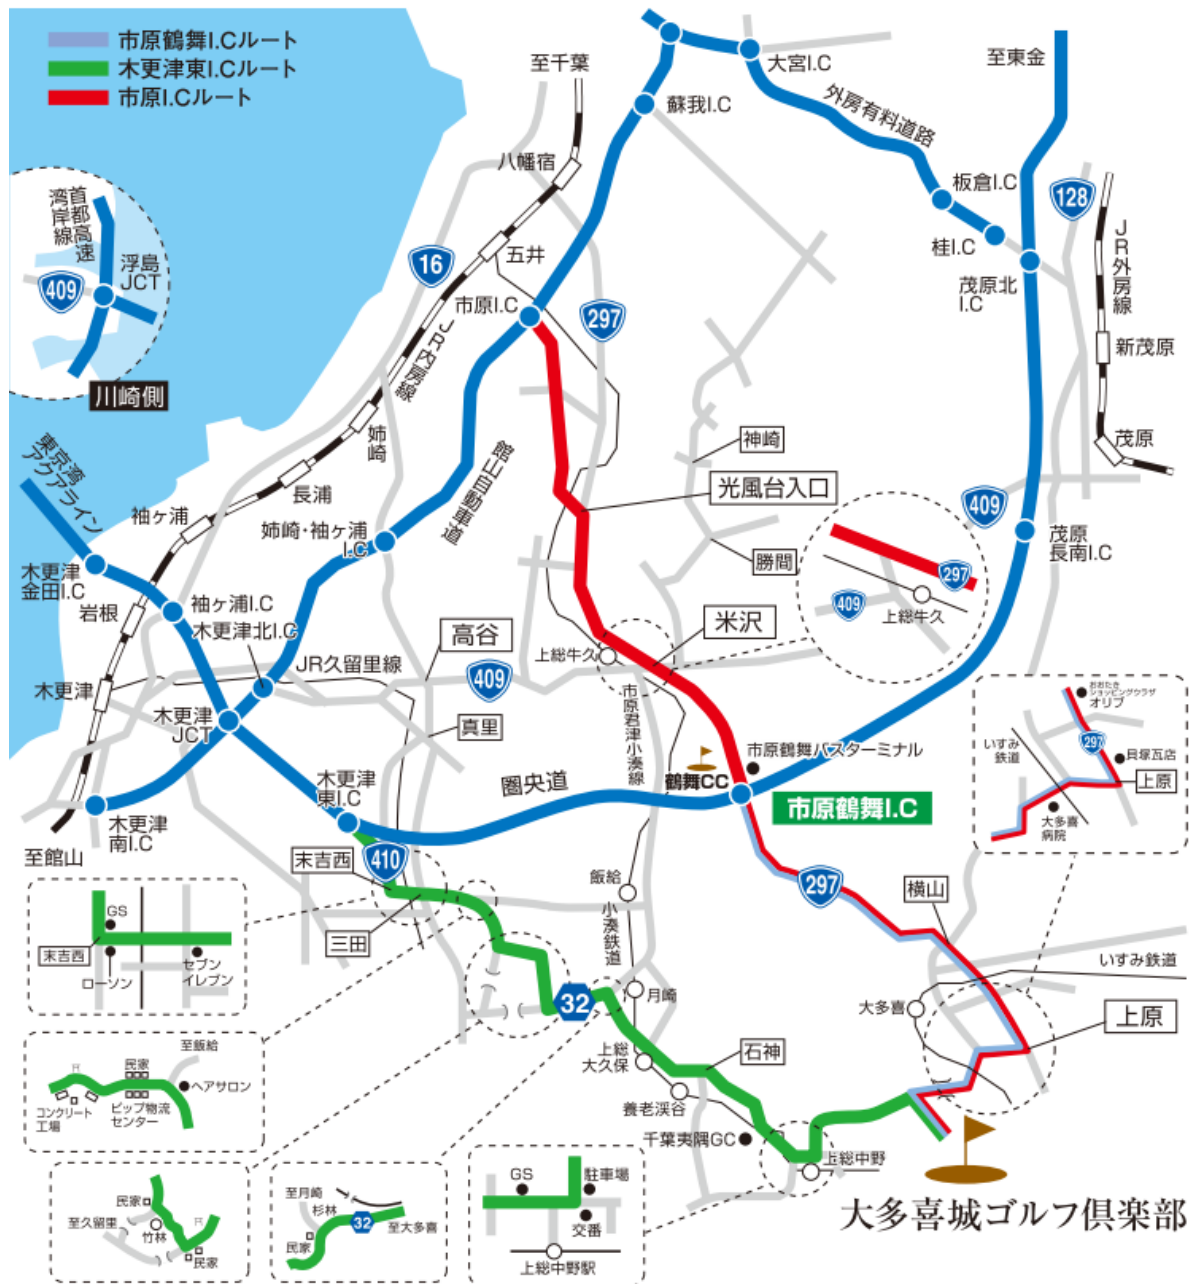 市原鶴舞I.Cルート
木更津東I.Cルート
市原I.Cルート
至千葉
大宮I.C
至東金
蘇我I.C
外房有料道路
八幡宿
板倉I.C
128
首都高速
湾岸線
浮島
JCT
409
川崎側
16
五井
桂I.C
JR外房線
市原I.C
297
茂原北
I.C
新茂原
JR内房線
茂原
姉崎
館山自動車道
神崎
東京湾
アクアライン
長浦
光風台入口
袖ヶ浦
姉崎・袖ヶ浦
I.C
409
茂原
長南I.C
木更津
金田I.C
勝間
297
409
上総牛久
岩根
袖ヶ浦I.C
木更津北I.C
高谷
米沢
JR久留里線
上総牛久
409
木更津
木更津
JCT
真里
市原君津小湊線
おおたき
ショッピングプラザ
オリブ
いすみ
鉄道
297
貝塚瓦店
上原
大多喜
病院
市原鶴舞バスターミナル
鶴舞CC
木更津
東I.C
圏央道
市原鶴舞I.C
木更津
南I.C
至館山
末吉西
410
飯給
297
横山
GS
末吉西
ローソン
セブン
イレブン
三田
小湊鉄道
いすみ鉄道
32
月崎
大多喜
上原
至飯給
民家
ヘアサロン
コンクリート
工場
ビップ物流
センター
上総
大久保
石神
養老渓谷
千葉夷隅GC
上総中野
民家
至久留里
竹林
民家
至月崎
杉林
32
至大多喜
民家
GS
駐車場
交番
上総中野駅
大多喜城ゴルフ倶楽部